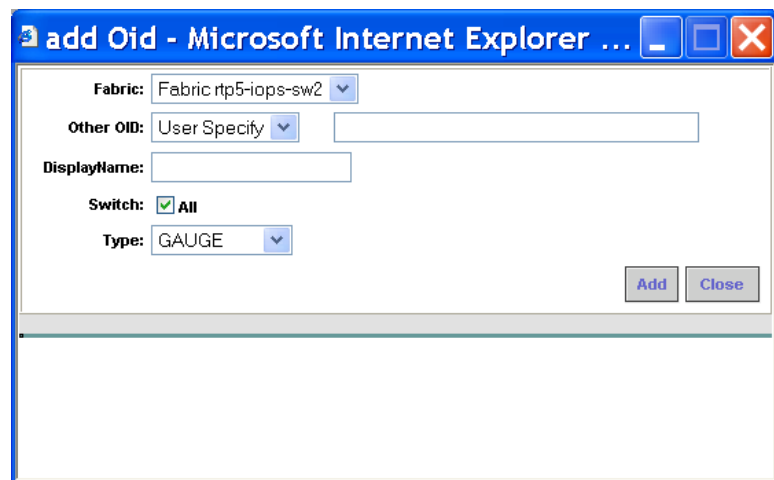 add Oid - Microsoft Internet Explorer ...
Fabric: Fabric rtp5-iops-sw2
Other OID: User Specify
DisplayName:
Switch: All
Type: GAUGE
Add Close